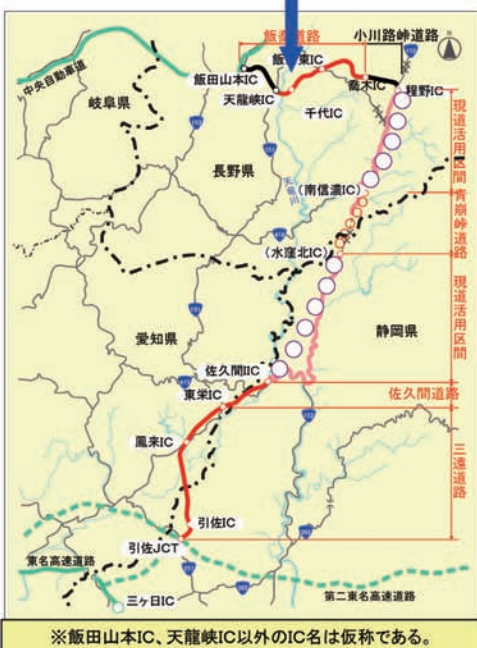 飯喬道路
小川路峠道路
中央自動車道
飯田山本IC
飯 東IC
喬木IC
程野IC
天龍峡IC
千代IC
岐阜県
長野県
天竜川
現道活用区間
(南信濃IC)
青崩峠道路
(水窪北IC)
現道活用区間
愛知県
静岡県
佐久間IIC
佐久間道路
東栄IC
三遠道路
鳳来IC
引佐IC
引佐JCT
東名高速道路
三ヶ日IC
第二東名高速道路
※飯田山本IC、天龍峡IC以外のIC名は仮称である。